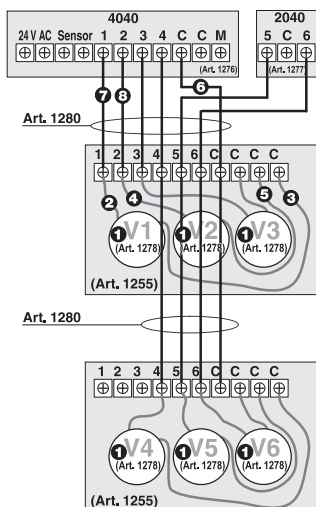 4040 2040
24 V AC Sensor 1 2 3 4 C C M 5 C 6
(Art. 1276) (Art. 1277)
7 8 6
Art. 1280
1 2 3 4 5 6 C C C C
2 4 5 3
1 V1 1 V2 1 V3
(Art. 1278) (Art. 1278) (Art. 1278)
(Art. 1255)
Art. 1280
1 2 3 4 5 6 C C C C
1 V4 1 V5 1 V6
(Art. 1278) (Art. 1278) (Art. 1278)
(Art. 1255)